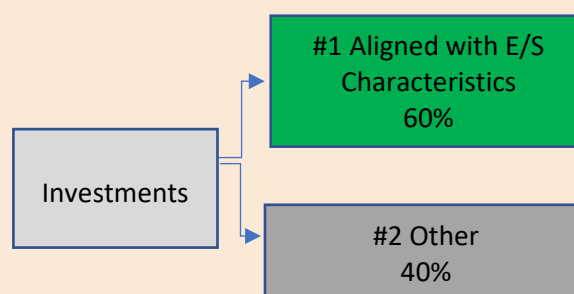 #1 Aligned with E/S
Characteristics
60%
Investments
#2 Other
40%